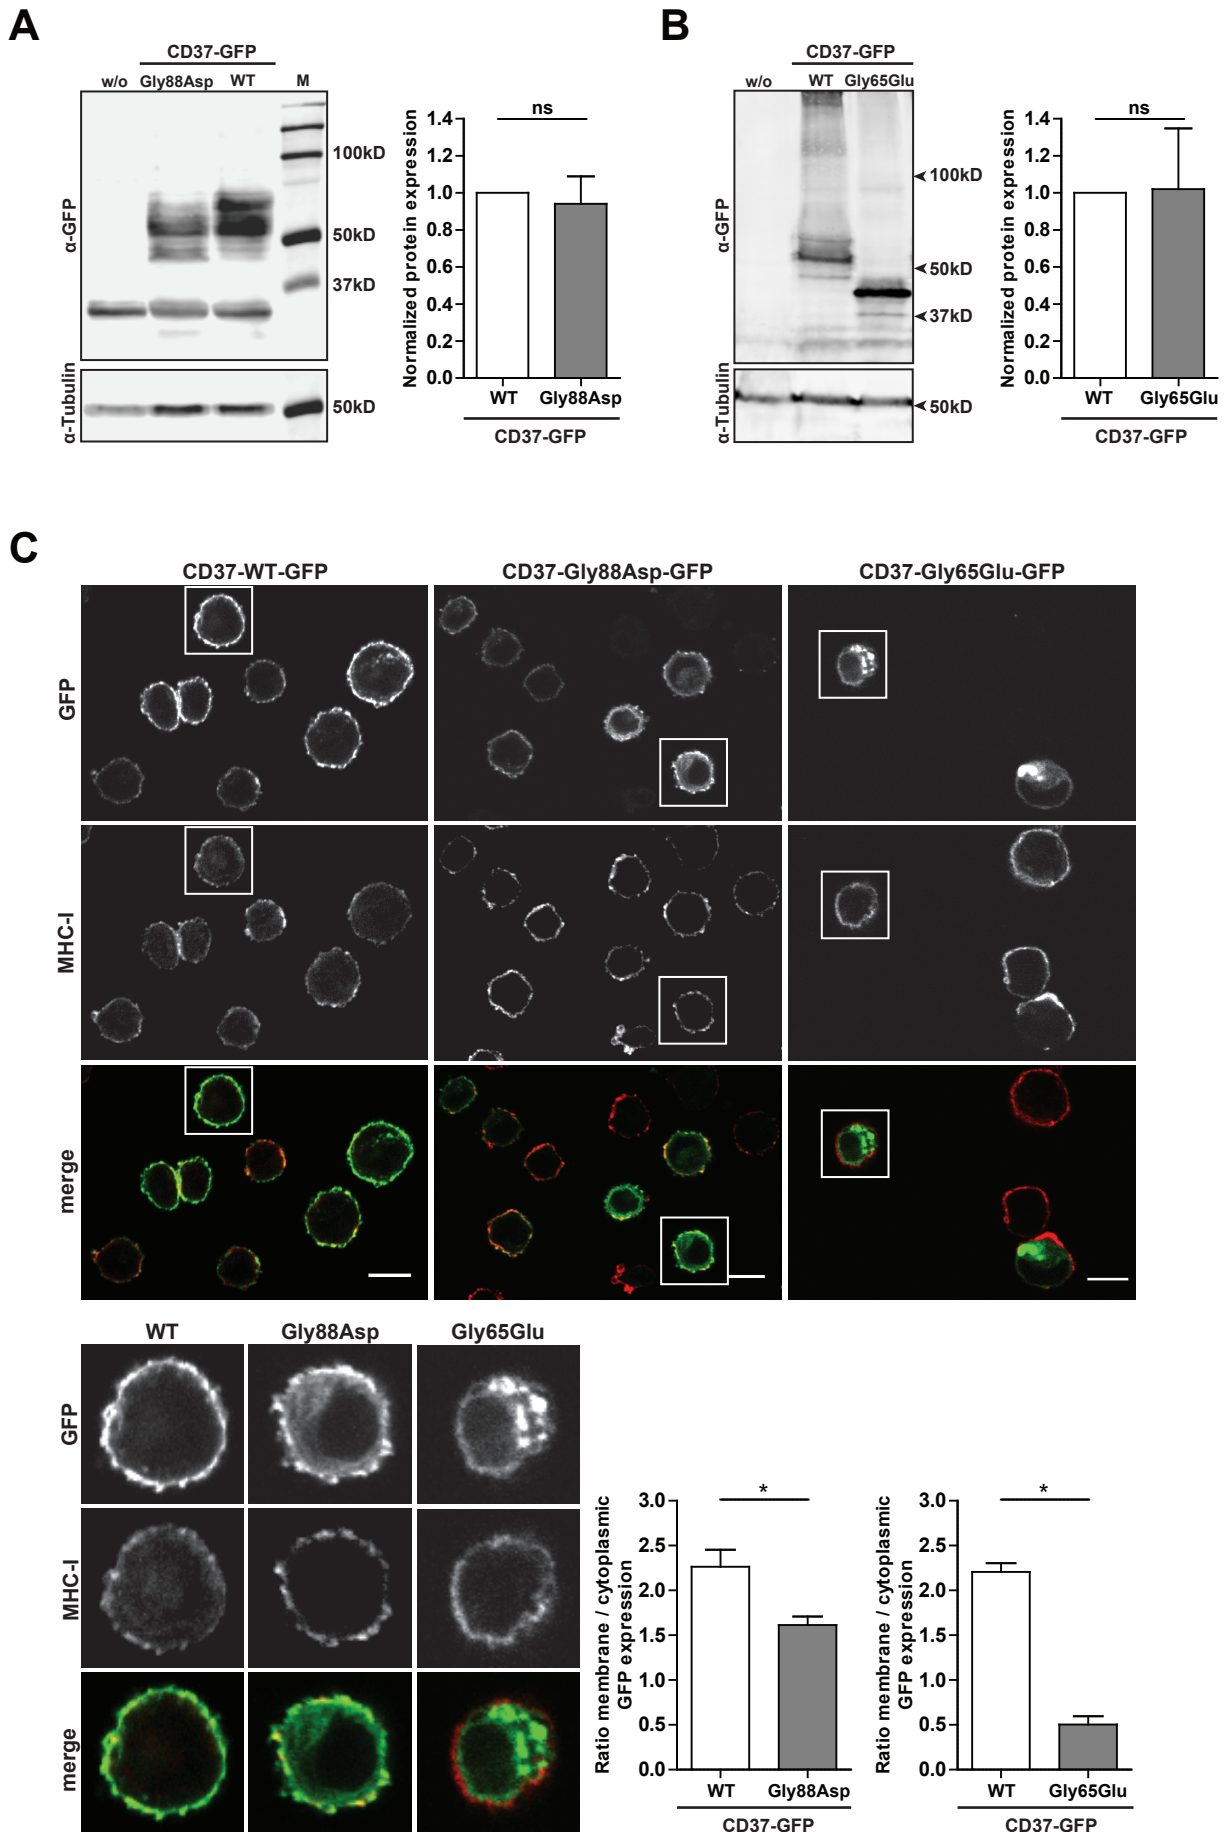 A
CD37-GFP
w/o Gly88Asp WT M
α-GFP
100kD
50kD
37kD
α-Tubulin
50kD
Normalized protein expression
1.4
1.2
1.0
0.8
0.6
0.4
0.2
0.0
ns
WT Gly88Asp
CD37-GFP
B
CD37-GFP
w/o WT Gly65Glu
α-GFP
100kD
50kD
37kD
α-Tubulin
50kD
Normalized protein expression
1.4
1.2
1.0
0.8
0.6
0.4
0.2
0.0
ns
WT Gly65Glu
CD37-GFP
C
CD37-WT-GFP CD37-Gly88Asp-GFP CD37-Gly65Glu-GFP
GFP
MHC-I
merge
WT Gly88Asp Gly65Glu
GFP
MHC-I
merge
Ratio membrane / cytoplasmic
GFP expression
3.0
2.5
2.0
1.5
1.0
0.5
0.0
*
WT Gly88Asp
CD37-GFP
Ratio membrane / cytoplasmic
GFP expression
3.0
2.5
2.0
1.5
1.0
0.5
0.0
*
WT Gly65Glu
CD37-GFP